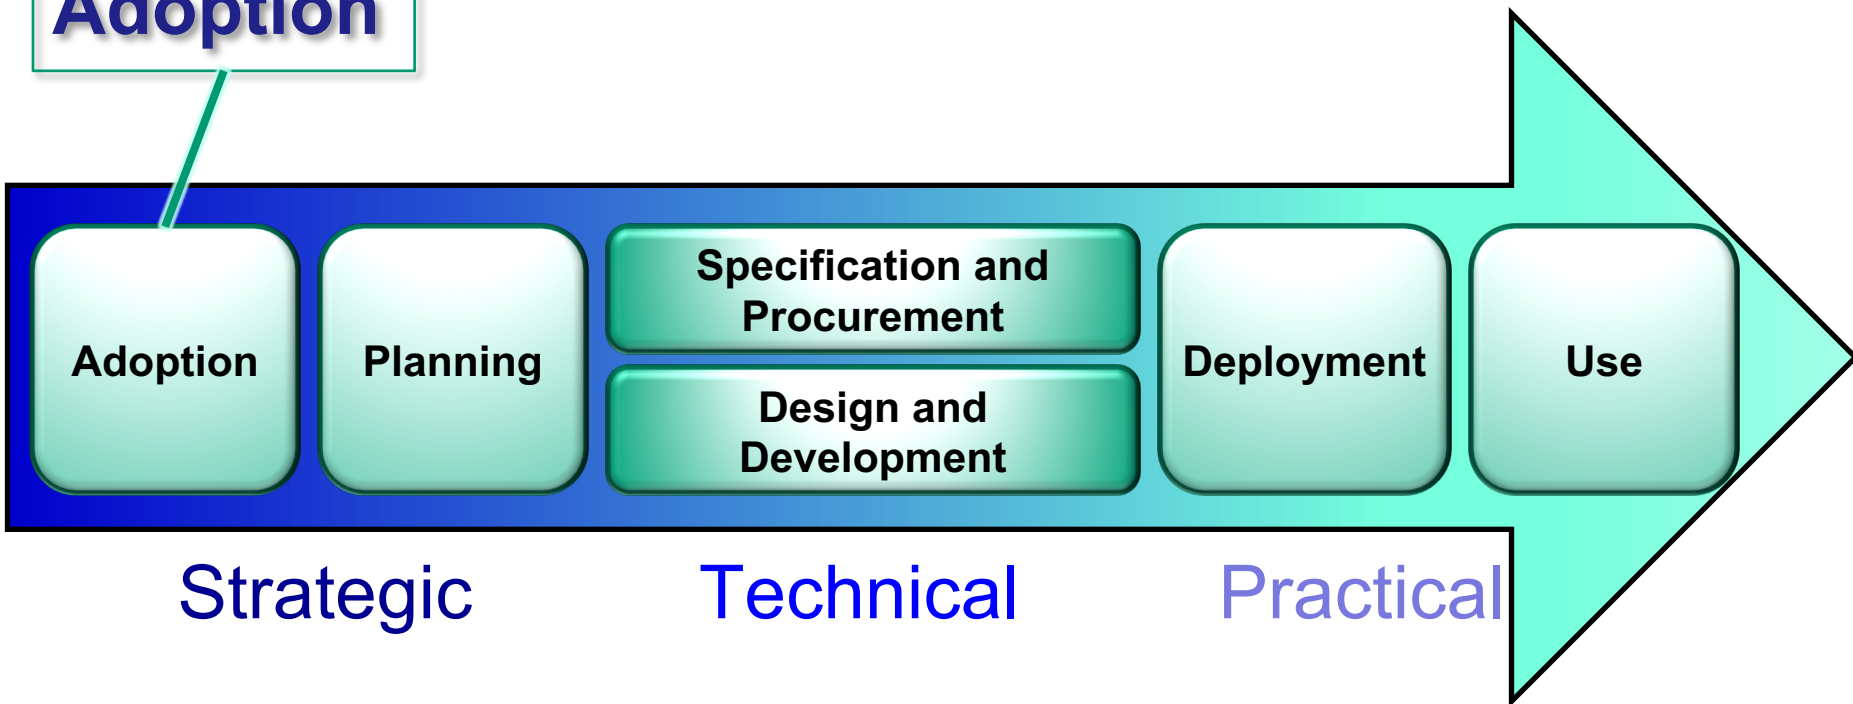 Adoption
Specification and
Procurement
Adoption
Planning
Deployment
Use
Design and
Development
Strategic
Technical
Practical